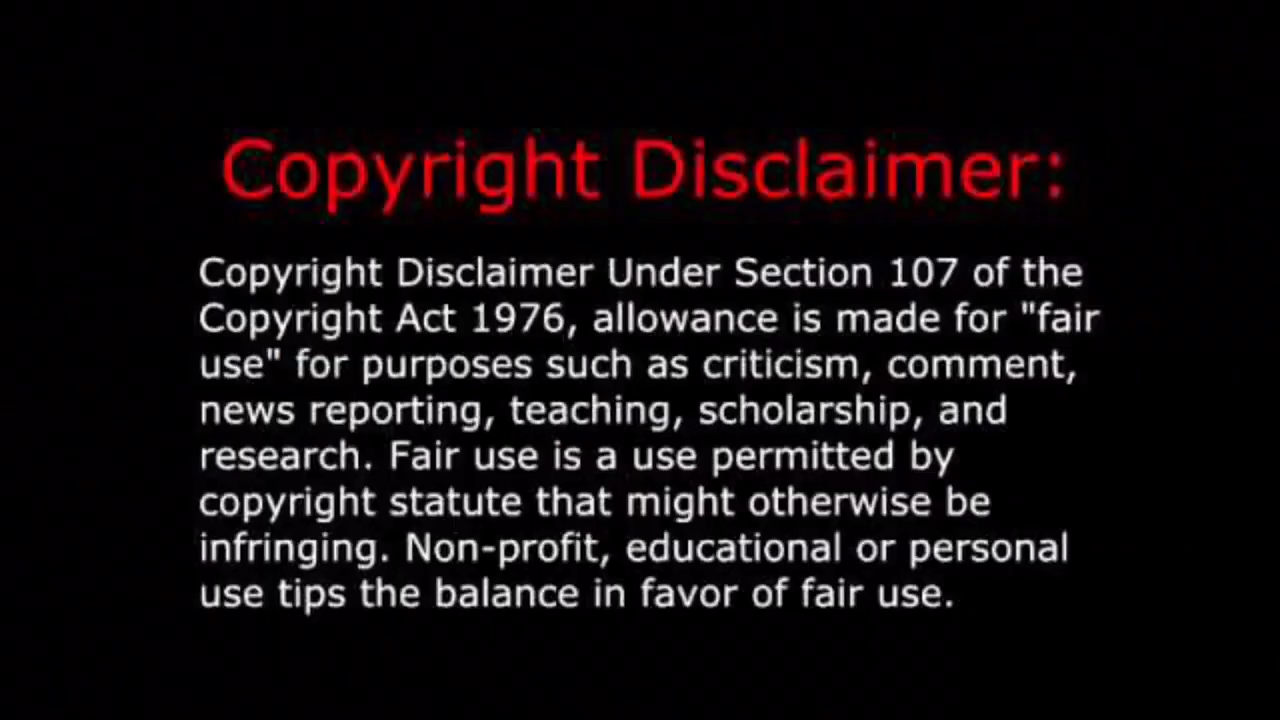 Copyright Disclaimer:
Copyright Disclaimer Under Section 107 of the
Copyright Act 1976, allowance is made for "fair
use" for purposes such as criticism, comment,
news reporting, teaching, scholarship, and
research. Fair use is a use permitted by
copyright statute that might otherwise be
infringing. Non-profit, educational or personal
use tips the balance in favor of fair use.